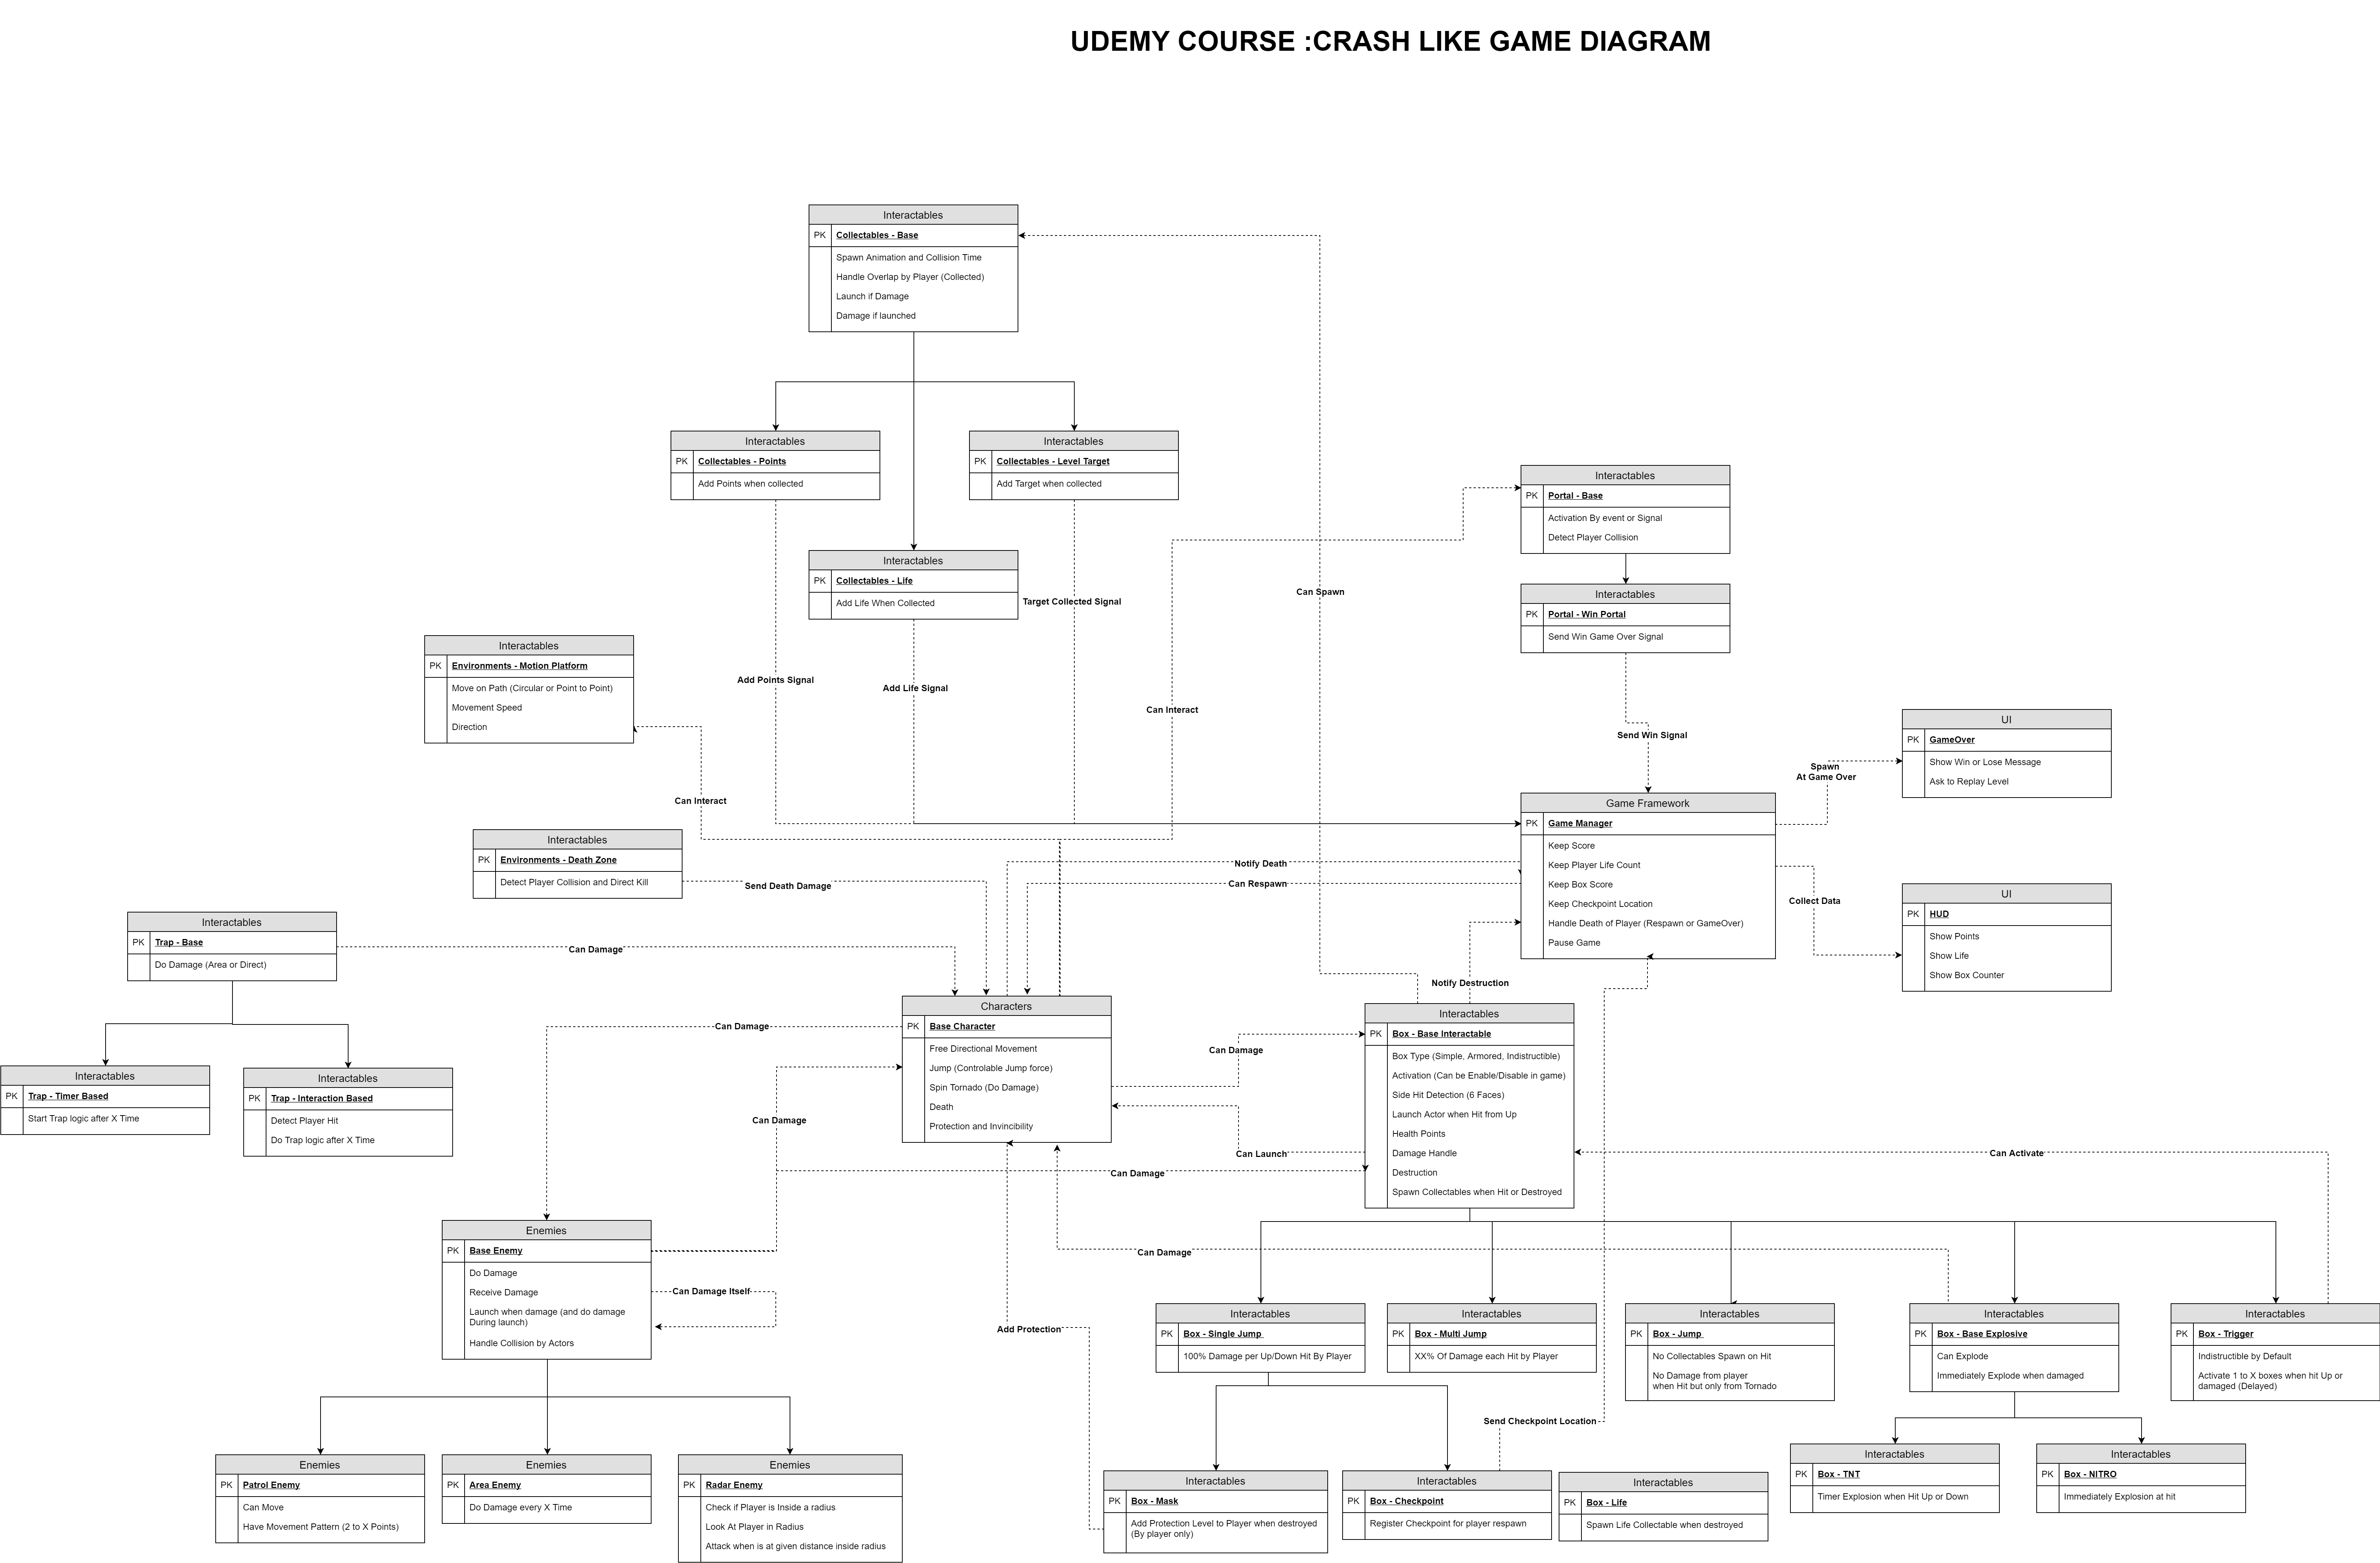 UDEMY COURSE :CRASH LIKE GAME DIAGRAM
Interactables
PK
Collectables - Base
Spawn Animation and Collision Time
Handle Overlap by Player (Collected)
Launch if Damage
Damage if launched
Interactables
PK
Collectables - Points
Add Points when collected
Interactables
PK
Collectables - Level Target
Add Target when collected
Interactables
PK
Portal - Base
Activation By event or Signal
Detect Player Collision
Interactables
PK
Collectables - Life
Add Life When Collected
Target Collected Signal
Can Spawn
Interactables
PK
Portal - Win Portal
Send Win Game Over Signal
Interactables
PK
Environments - Motion Platform
Move on Path (Circular or Point to Point)
Movement Speed
Direction
Add Points Signal
Add Life Signal
Can Interact
Send Win Signal
UI
PK
GameOver
Show Win or Lose Message
Ask to Replay Level
Spawn
At Game Over
Can Interact
Game Framework
PK
Game Manager
Keep Score
Keep Player Life Count
Keep Box Score
Keep Checkpoint Location
Handle Death of Player (Respawn or GameOver)
Pause Game
Interactables
PK
Environments - Death Zone
Detect Player Collision and Direct Kill
Send Death Damage
Notify Death
Can Respawn
Collect Data
UI
PK
HUD
Show Points
Show Life
Show Box Counter
Interactables
PK
Trap - Base
Do Damage (Area or Direct)
Can Damage
Notify Destruction
Characters
PK
Base Character
Free Directional Movement
Jump (Controlable Jump force)
Spin Tornado (Do Damage)
Death
Protection and Invincibility
Can Damage
Can Damage
Interactables
PK
Box - Base Interactable
Box Type (Simple, Armored, Indistructible)
Activation (Can be Enable/Disable in game)
Side Hit Detection (6 Faces)
Launch Actor when Hit from Up
Health Points
Damage Handle
Destruction
Spawn Collectables when Hit or Destroyed
Interactables
PK
Trap - Timer Based
Start Trap logic after X Time
Interactables
PK
Trap - Interaction Based
Detect Player Hit
Do Trap logic after X Time
Can Damage
Can Launch
Can Activate
Can Damage
Enemies
PK
Base Enemy
Do Damage
Receive Damage
Launch when damage (and do damage
During launch)
Handle Collision by Actors
Can Damage
Can Damage Itself
Add Protection
Interactables
PK
Box - Single Jump
100% Damage per Up/Down Hit By Player
Interactables
PK
Box - Multi Jump
XX% Of Damage each Hit by Player
Interactables
PK
Box - Jump
No Collectables Spawn on Hit
No Damage from player
when Hit but only from Tornado
Interactables
PK
Box - Base Explosive
Can Explode
Immediately Explode when damaged
Interactables
PK
Box - Trigger
Indistructible by Default
Activate 1 to X boxes when hit Up or
damaged (Delayed)
Send Checkpoint Location
Enemies
PK
Patrol Enemy
Can Move
Have Movement Pattern (2 to X Points)
Enemies
PK
Area Enemy
Do Damage every X Time
Enemies
PK
Radar Enemy
Check if Player is Inside a radius
Look At Player in Radius
Attack when is at given distance inside radius
Interactables
PK
Box - Mask
Add Protection Level to Player when destroyed
(By player only)
Interactables
PK
Box - Checkpoint
Register Checkpoint for player respawn
Interactables
PK
Box - Life
Spawn Life Collectable when destroyed
Interactables
PK
Box - TNT
Timer Explosion when Hit Up or Down
Interactables
PK
Box - NITRO
Immediately Explosion at hit